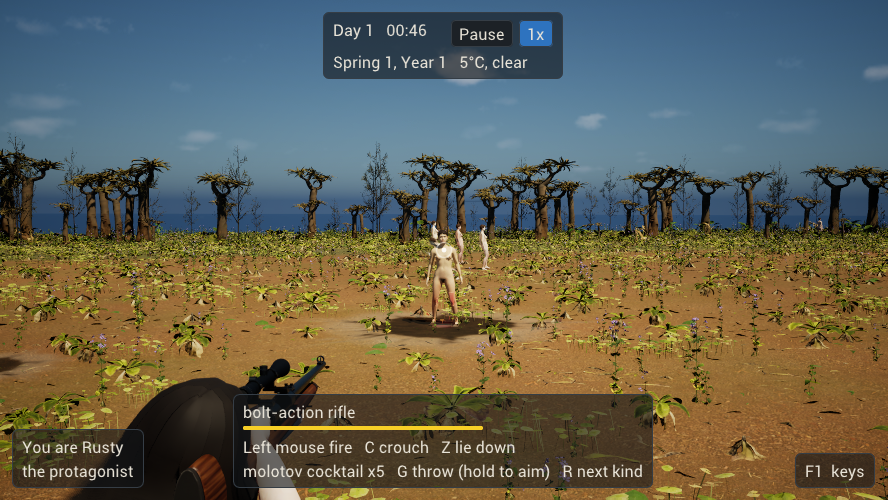 Day 1 00:46 Pause 1x
Spring 1, Year 1 5°C, clear
bolt-action rifle
Left mouse fire C crouch Z lie down
molotov cocktail x5 G throw (hold to aim) R next kind
You are Rusty
the protagonist
F1 keys